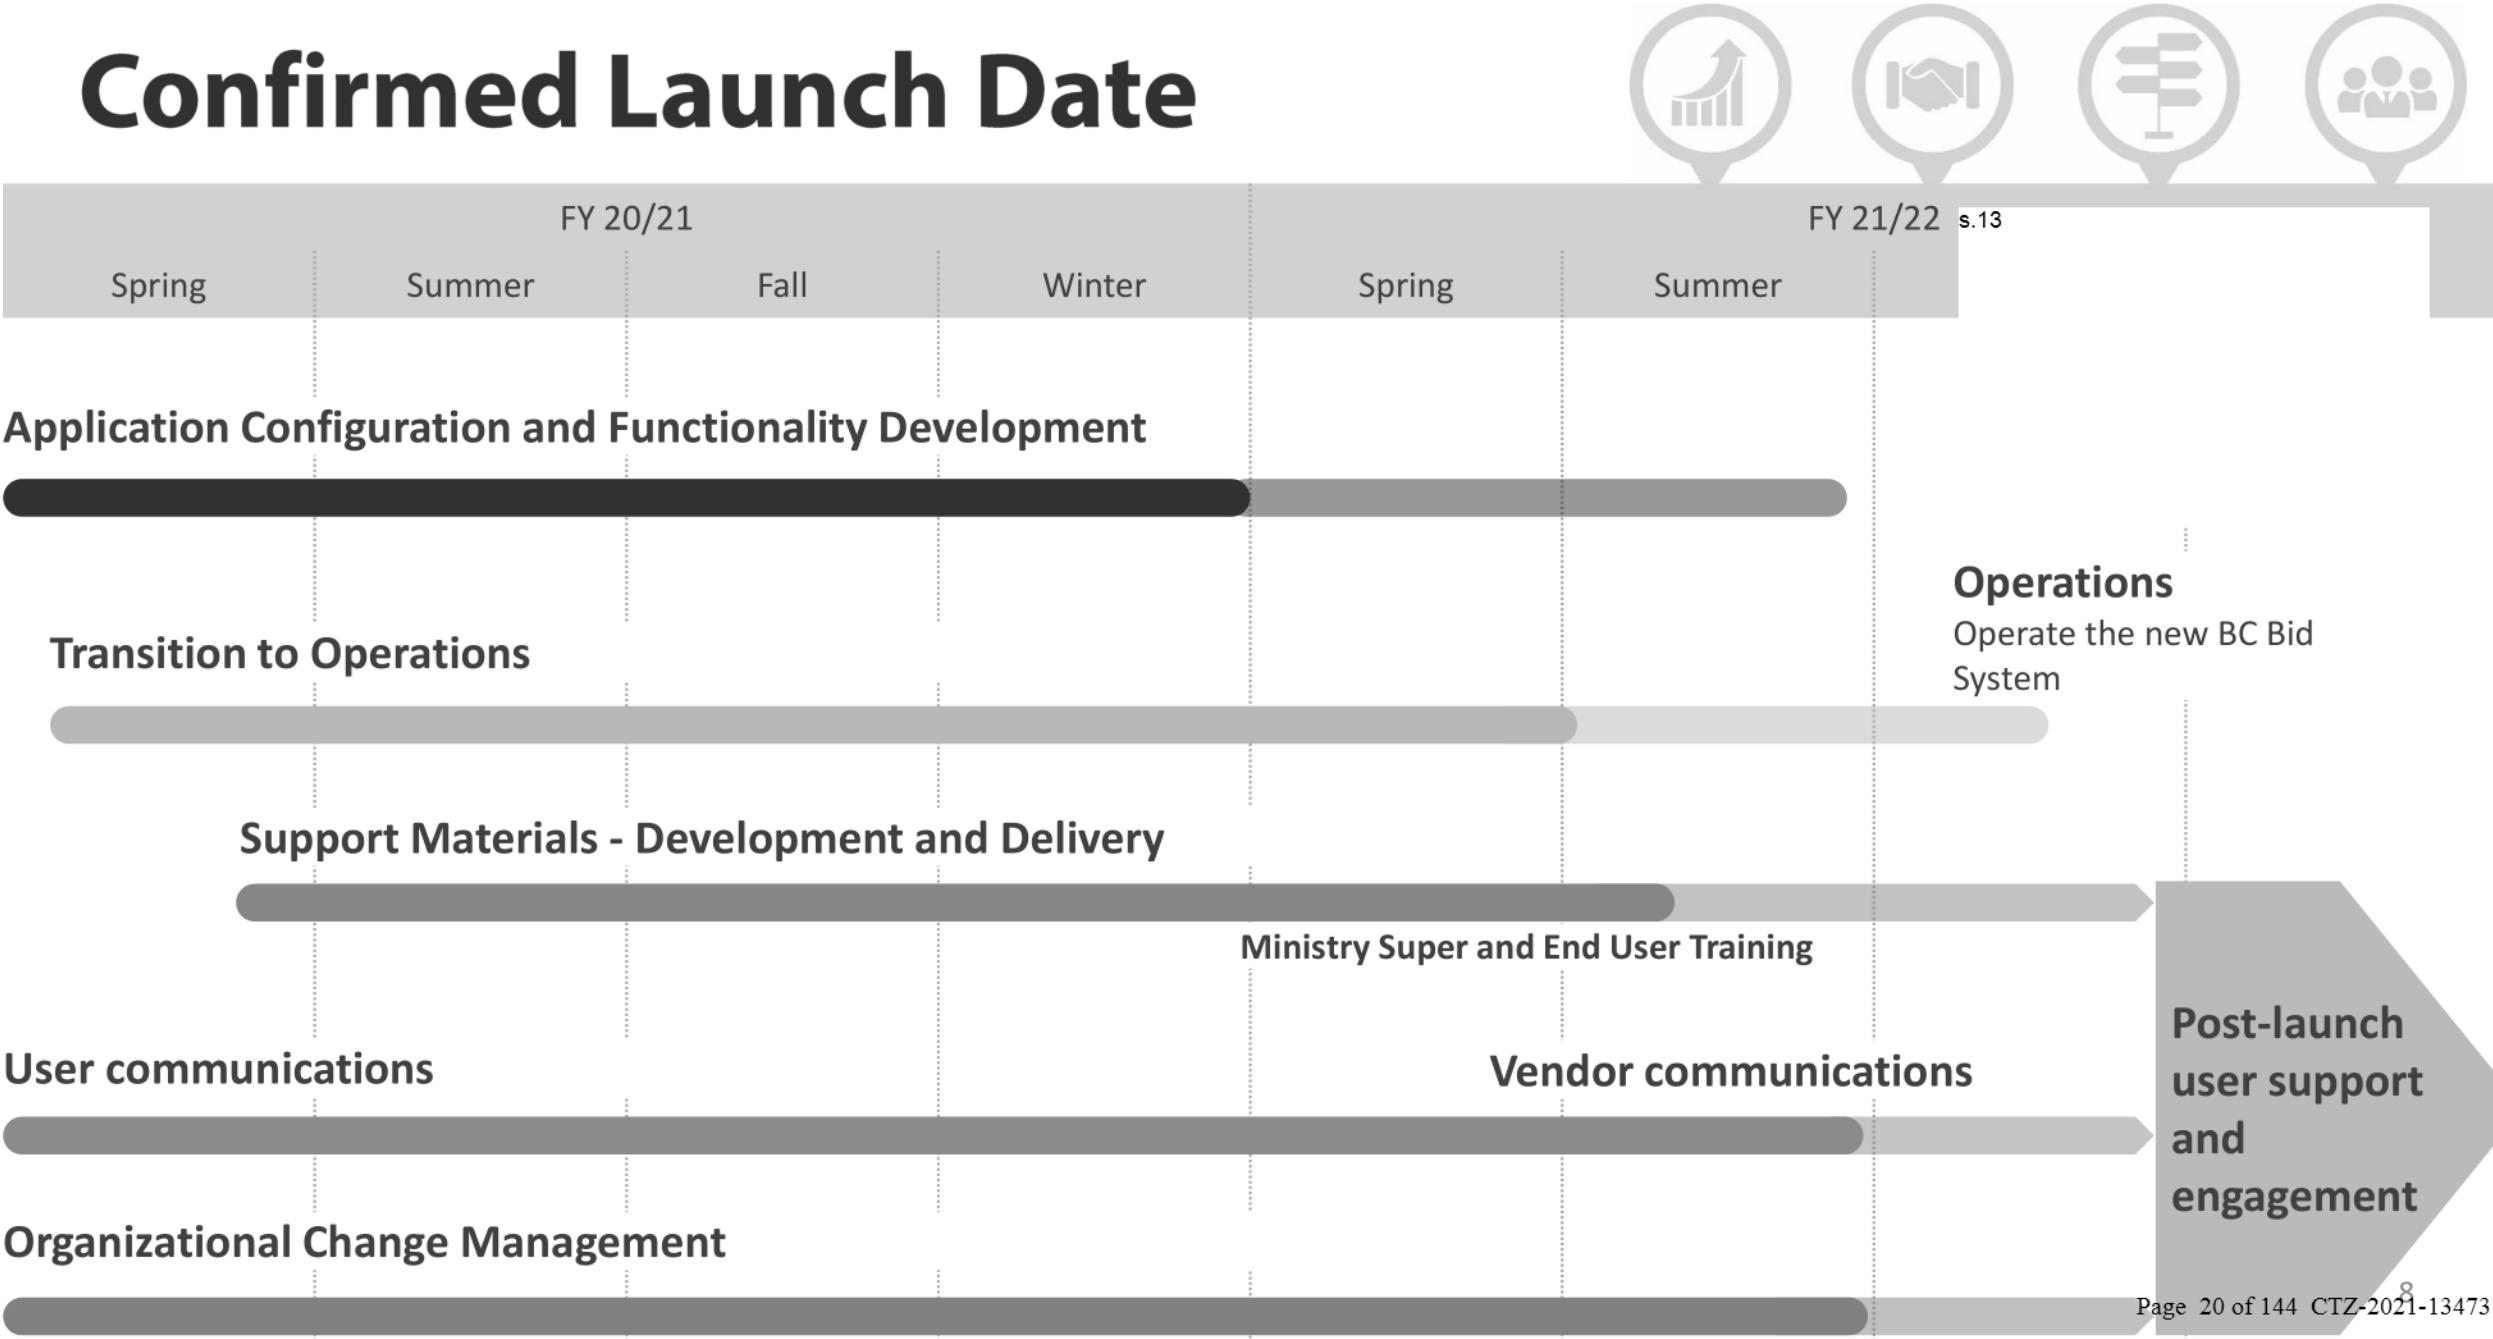 Confirmed Launch Date
FY 20/21
FY 21/22
s.13
Spring
Summer
Fall
Winter
Spring
Summer
Application Configuration and Functionality Development
Operations
Operate the new BC Bid
System
Transition to Operations
Support Materials - Development and Delivery
Ministry Super and End User Training
User communications
Vendor communications
Post-launch
user support
and
engagement
Organizational Change Management
8
Page 20 of 144 CTZ-2021-13473